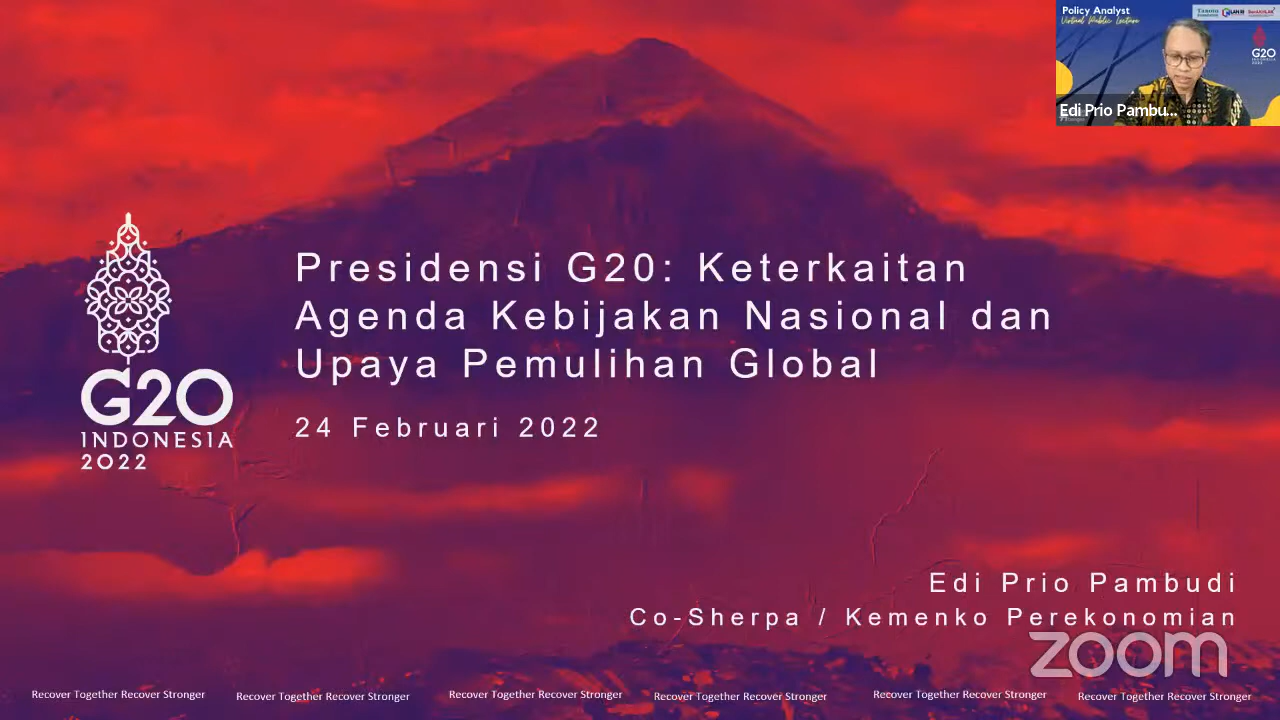 Policy Analyst
Virtual Public Lecture
G20
Edi Prio Pambu...
Presidensi G20: Keterkaitan
Agenda Kebijakan Nasional dan
Upaya Pemulihan Global
24 Februari 2022
G20
INDONESIA
2022
Edi Prio Pambudi
Co-Sherpa / Kemenko Perekonomian
zoom
Recover Together Recover Stronger Recover Together Recover Stronger Recover Together Recover Stronger Recover Together Recover Stronger Recover Together Recover Stronger Recover Together Recover Stronger